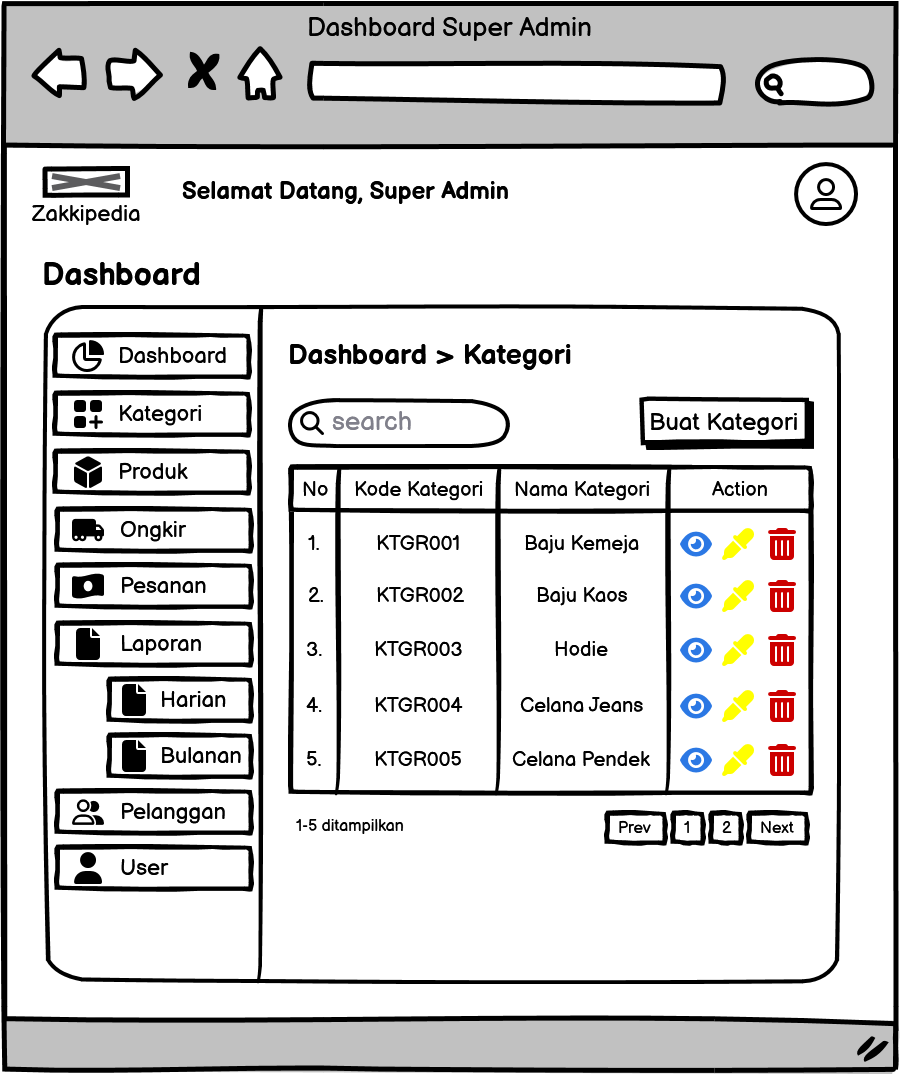 Dashboard Super Admin
Zakkipedia
Selamat Datang, Super Admin
Dashboard
Dashboard
Kategori
Produk
Ongkir
Pesanan
Laporan
Harian
Bulanan
Pelanggan
User
Dashboard > Kategori
search
Buat Kategori
No Kode Kategori Nama Kategori Action
1. KTGR001 Baju Kemeja
2. KTGR002 Baju Kaos
3. KTGR003 Hodie
4. KTGR004 Celana Jeans
5. KTGR005 Celana Pendek
1-5 ditampilkan
Prev 1 2 Next